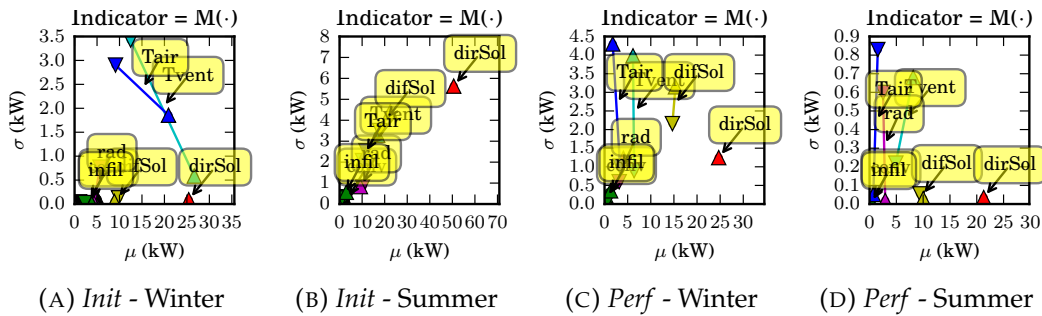 Indicator = M(·) Indicator = M(·) Indicator = M(·) Indicator = M(·)
σ (kW)
3.5
3.0
2.5
2.0
1.5
1.0
0.5
0.0
Tair
Tvent
rad
infil
difSol
dirSol
0 5 10 15 20 25 30 35
μ (kW)
σ (kW)
8
7
6
5
4
3
2
1
0
dirSol
difSol
Tvent
Tair
rad
infil
0 10 20 30 40 50 60 70
μ (kW)
σ (kW)
4.5
4.0
3.5
3.0
2.5
2.0
1.5
1.0
0.5
0.0
Tair
Tvent
difSol
rad
dirSol
infil
0 5 10 15 20 25 30
μ (kW)
σ (kW)
0.9
0.8
0.7
0.6
0.5
0.4
0.3
0.2
0.1
0.0
Tair
Tvent
rad
infil
difSol
dirSol
0 5 10 15 20 25 30
μ (kW)
(A) Init - Winter (B) Init - Summer (C) Perf - Winter (D) Perf - Summer